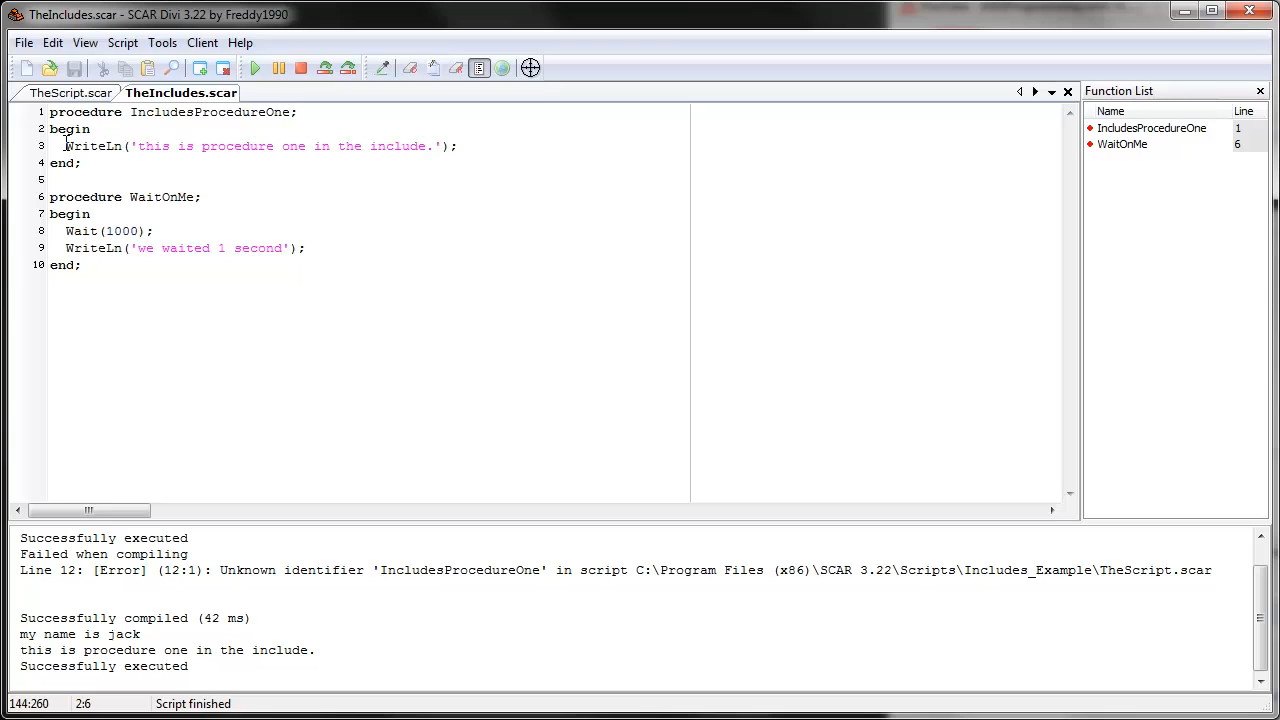 TheIncludes.scar - SCAR Divi 3.22 by Freddy1990
File Edit View Script Tools Client Help
TheScript.scar TheIncludes.scar
Function List
Name Line
IncludesProcedureOne 1
WaitOnMe 6
1 procedure IncludesProcedureOne;
2 begin
3 WriteLn('this is procedure one in the include.');
4 end;
5
6 procedure WaitOnMe;
7 begin
8 Wait(1000);
9 WriteLn('we waited 1 second');
10 end;
Successfully executed
Failed when compiling
Line 12: [Error] (12:1): Unknown identifier 'IncludesProcedureOne' in script C:\Program Files (x86)\SCAR 3.22\Scripts\Includes_Example\TheScript.scar
Successfully compiled (42 ms)
my name is jack
this is procedure one in the include.
Successfully executed
144:260 2:6 Script finished